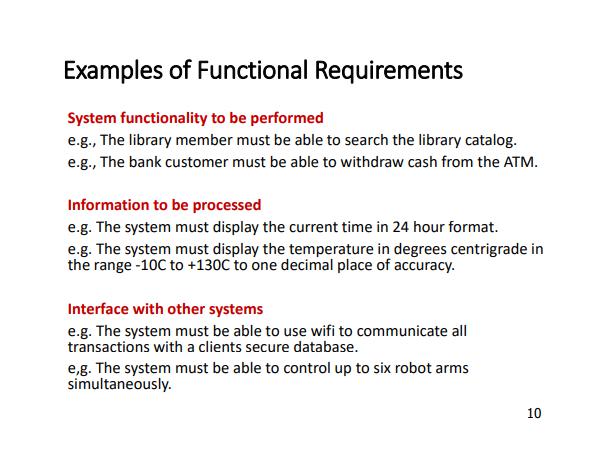 Examples of Functional Requirements
System functionality to be performed
e.g., The library member must be able to search the library catalog.
e.g., The bank customer must be able to withdraw cash from the ATM.
Information to be processed
e.g. The system must display the current time in 24 hour format.
e.g. The system must display the temperature in degrees centrigrade in
the range -10C to +130C to one decimal place of accuracy.
Interface with other systems
e.g. The system must be able to use wifi to communicate all
transactions with a clients secure database.
e,g. The system must be able to control up to six robot arms
simultaneously.
10